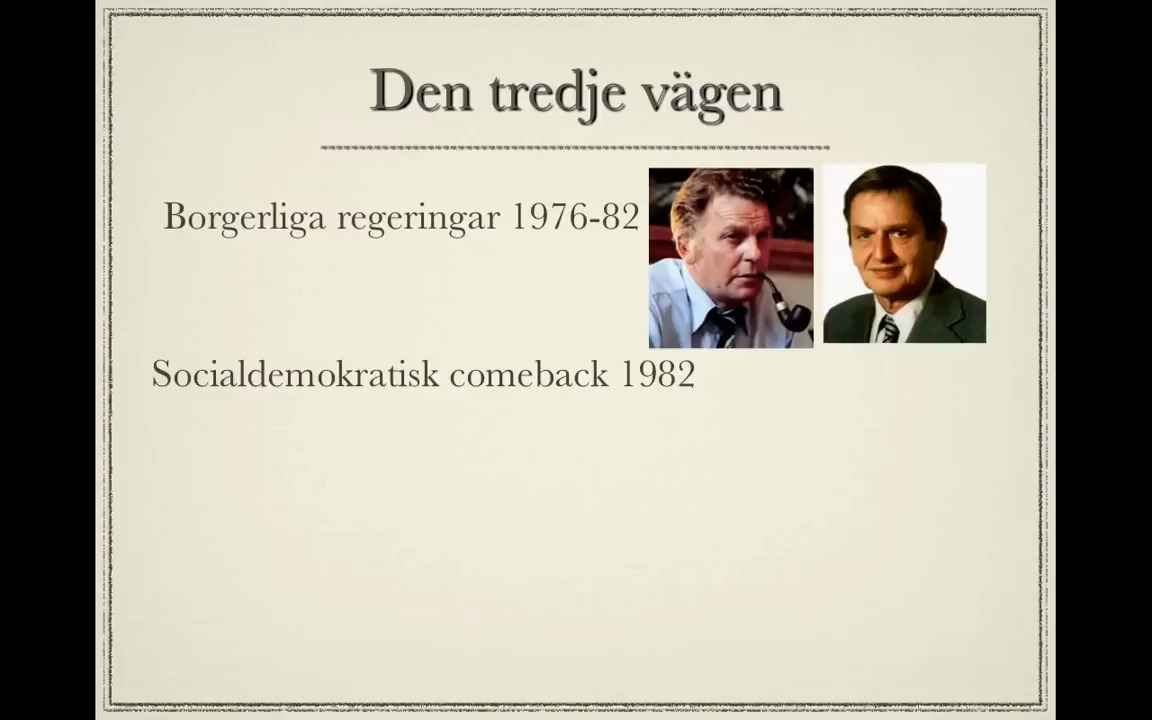 Den tredje vägen
Borgerliga regeringar 1976-82
Socialdemokratisk comeback 1982